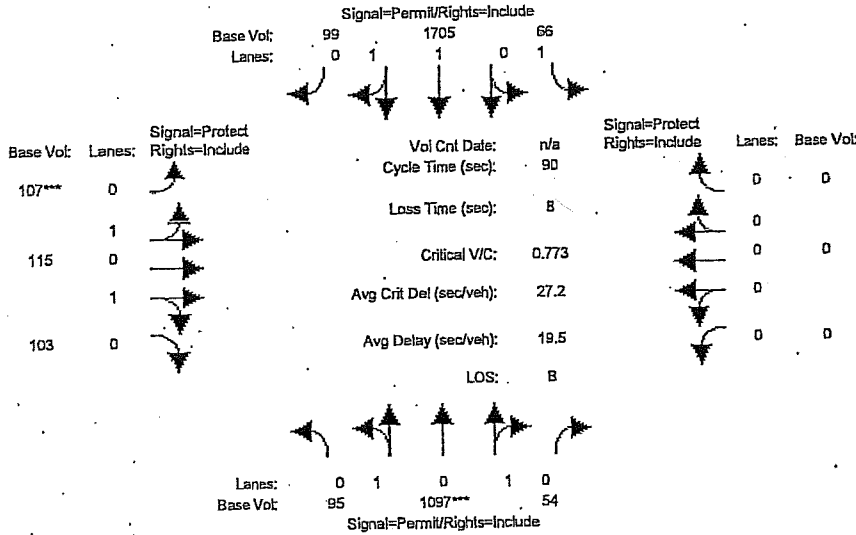 Signal=Permit/Rights=Include
Base Vol: 99 1705 66
Lanes: 0 1 1 0 1
Signal=Protect
Base Vol: Lanes: Rights=Include
107*** 0
1
115 0
1
103 0
Vol Cnt Date: n/a
Cycle Time (sec): 90
Loss Time (sec): 8
Critical V/C: 0.773
Avg Crit Del (sec/veh): 27.2
Avg Delay (sec/veh): 19.5
LOS: B
Signal=Protect
Rights=Include Lanes: Base Vol:
0 0
0
0 0
0
0 0
Lanes: 0 1 0 1 0
Base Vol: 95 1097*** 54
Signal=Permit/Rights=Include